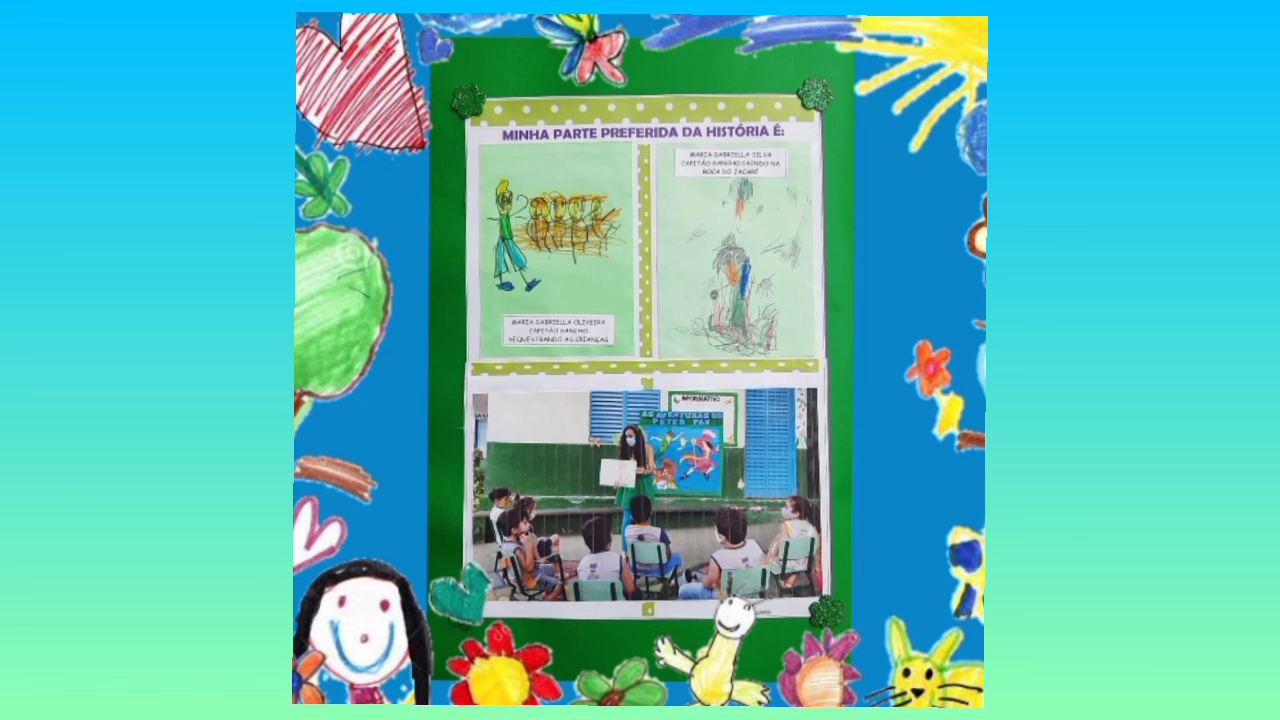 MINHA PARTE PREFERIDA DA HISTÓRIA É:
MARIA GABRIELLA SILVA
CAPITÃO GANCHO CAINDO NA
BOCA DO JACARÉ
MARIA GABRIELLA OLIVEIRA
CAPITÃO GANCHO
SEQUESTRANDO AS CRIANÇAS
INFORMATIVO
AS AVENTURAS DE
PETER PAN